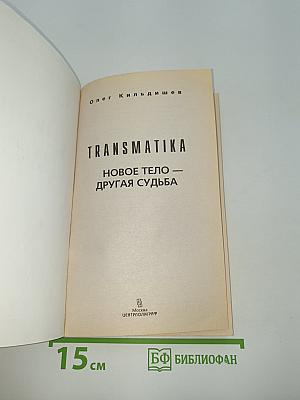 Олег Кильдишев
TRANSMATIKA
НОВОЕ ТЕЛО —
ДРУГАЯ СУДЬБА
Москва
ЦЕНТРПОЛИГРАФ
15 см
БФ БИБЛИОФАН